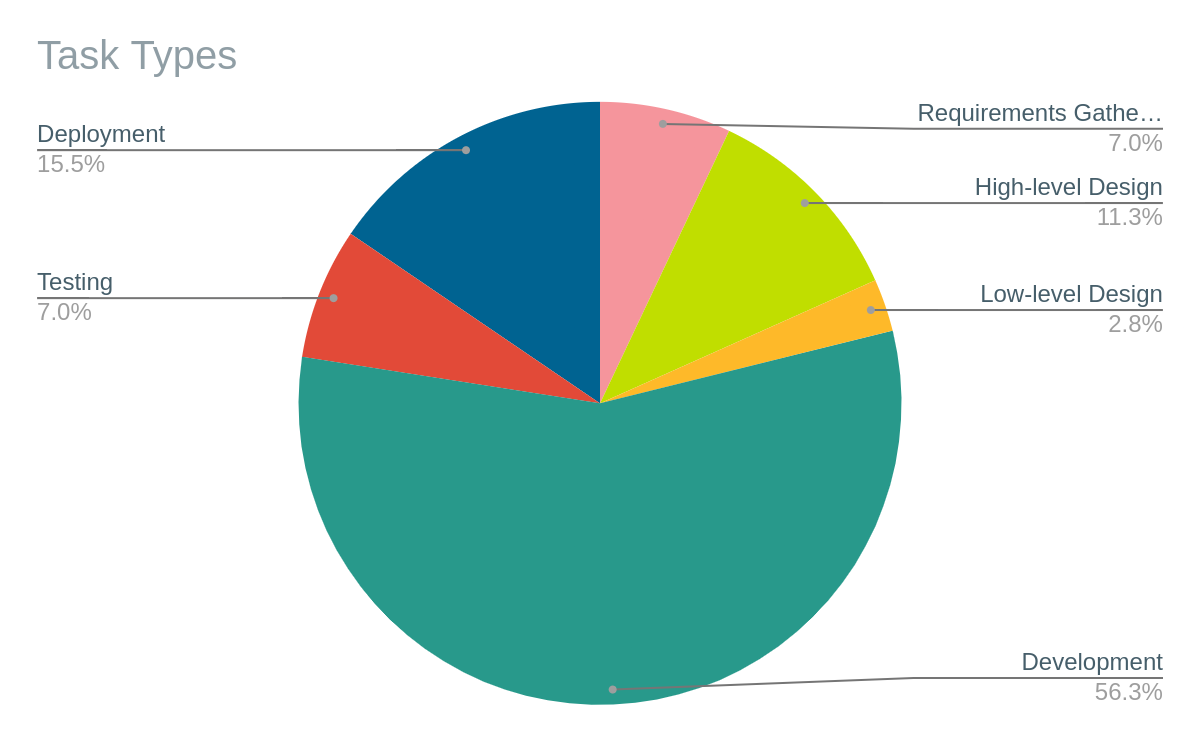 Task Types
Deployment
15.5%
Testing
7.0%
Requirements Gathe…
7.0%
High-level Design
11.3%
Low-level Design
2.8%
Development
56.3%